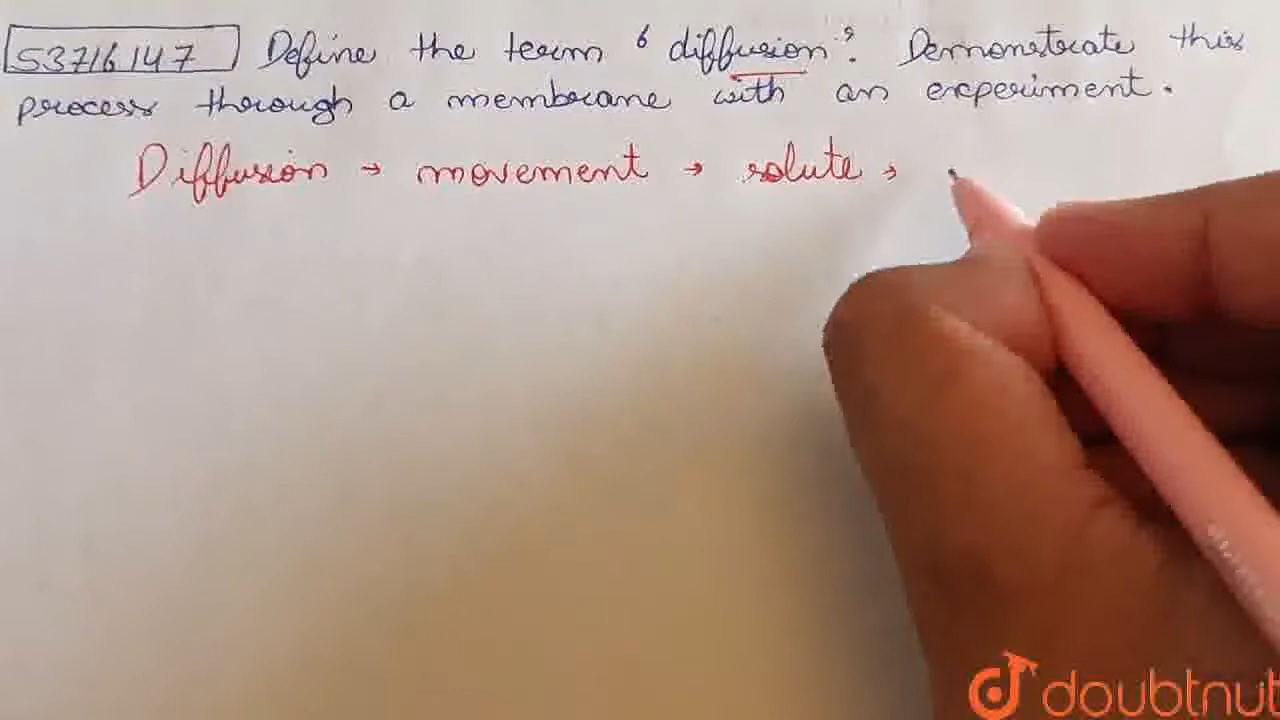 53716147 Define the term ‘diffusion’. Demonstrate this
process through a membrane with an experiment.
Diffusion → movement → solute →
doubtnut